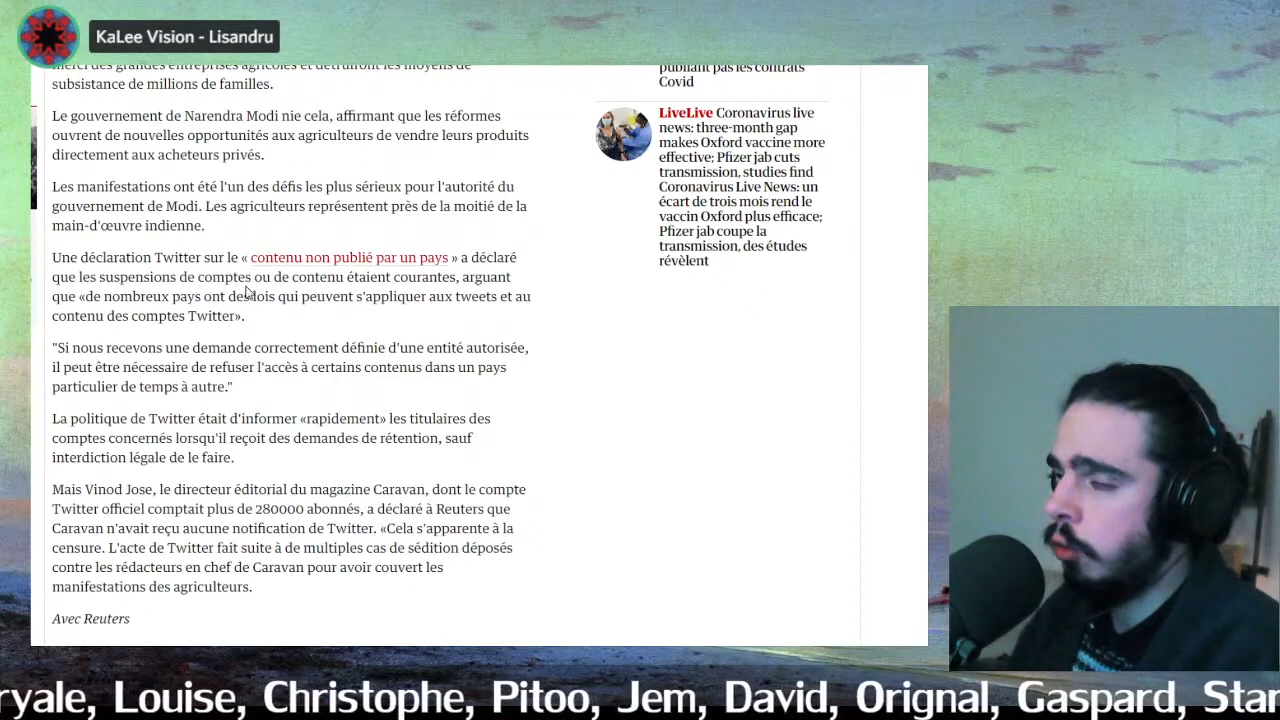 KaLee Vision - Lisandru
merci des grandes entreprises agricoles et détruiront les moyens de
subsistance de millions de familles.
Le gouvernement de Narendra Modi nie cela, affirmant que les réformes
ouvrent de nouvelles opportunités aux agriculteurs de vendre leurs produits
directement aux acheteurs privés.
Les manifestations ont été l'un des défis les plus sérieux pour l'autorité du
gouvernement de Modi. Les agriculteurs représentent près de la moitié de la
main-d'œuvre indienne.
Une déclaration Twitter sur le « contenu non publié par un pays » a déclaré
que les suspensions de comptes ou de contenu étaient courantes, arguant
que «de nombreux pays ont des lois qui peuvent s'appliquer aux tweets et au
contenu des comptes Twitter».
"Si nous recevons une demande correctement définie d'une entité autorisée,
il peut être nécessaire de refuser l'accès à certains contenus dans un pays
particulier de temps à autre."
La politique de Twitter était d'informer «rapidement» les titulaires des
comptes concernés lorsqu'il reçoit des demandes de rétention, sauf
interdiction légale de le faire.
Mais Vinod Jose, le directeur éditorial du magazine Caravan, dont le compte
Twitter officiel comptait plus de 280000 abonnés, a déclaré à Reuters que
Caravan n'avait reçu aucune notification de Twitter. «Cela s'apparente à la
censure. L'acte de Twitter fait suite à de multiples cas de sédition déposés
contre les rédacteurs en chef de Caravan pour avoir couvert les
manifestations des agriculteurs.
Avec Reuters
publiant pas les contrats
Covid
LiveLive Coronavirus live
news: three-month gap
makes Oxford vaccine more
effective; Pfizer jab cuts
transmission, studies find
Coronavirus Live News: un
écart de trois mois rend le
vaccin Oxford plus efficace;
Pfizer jab coupe la
transmission, des études
révèlent
ryale, Louise, Christophe, Pitoo, Jem, David, Orignal, Gaspard, Star